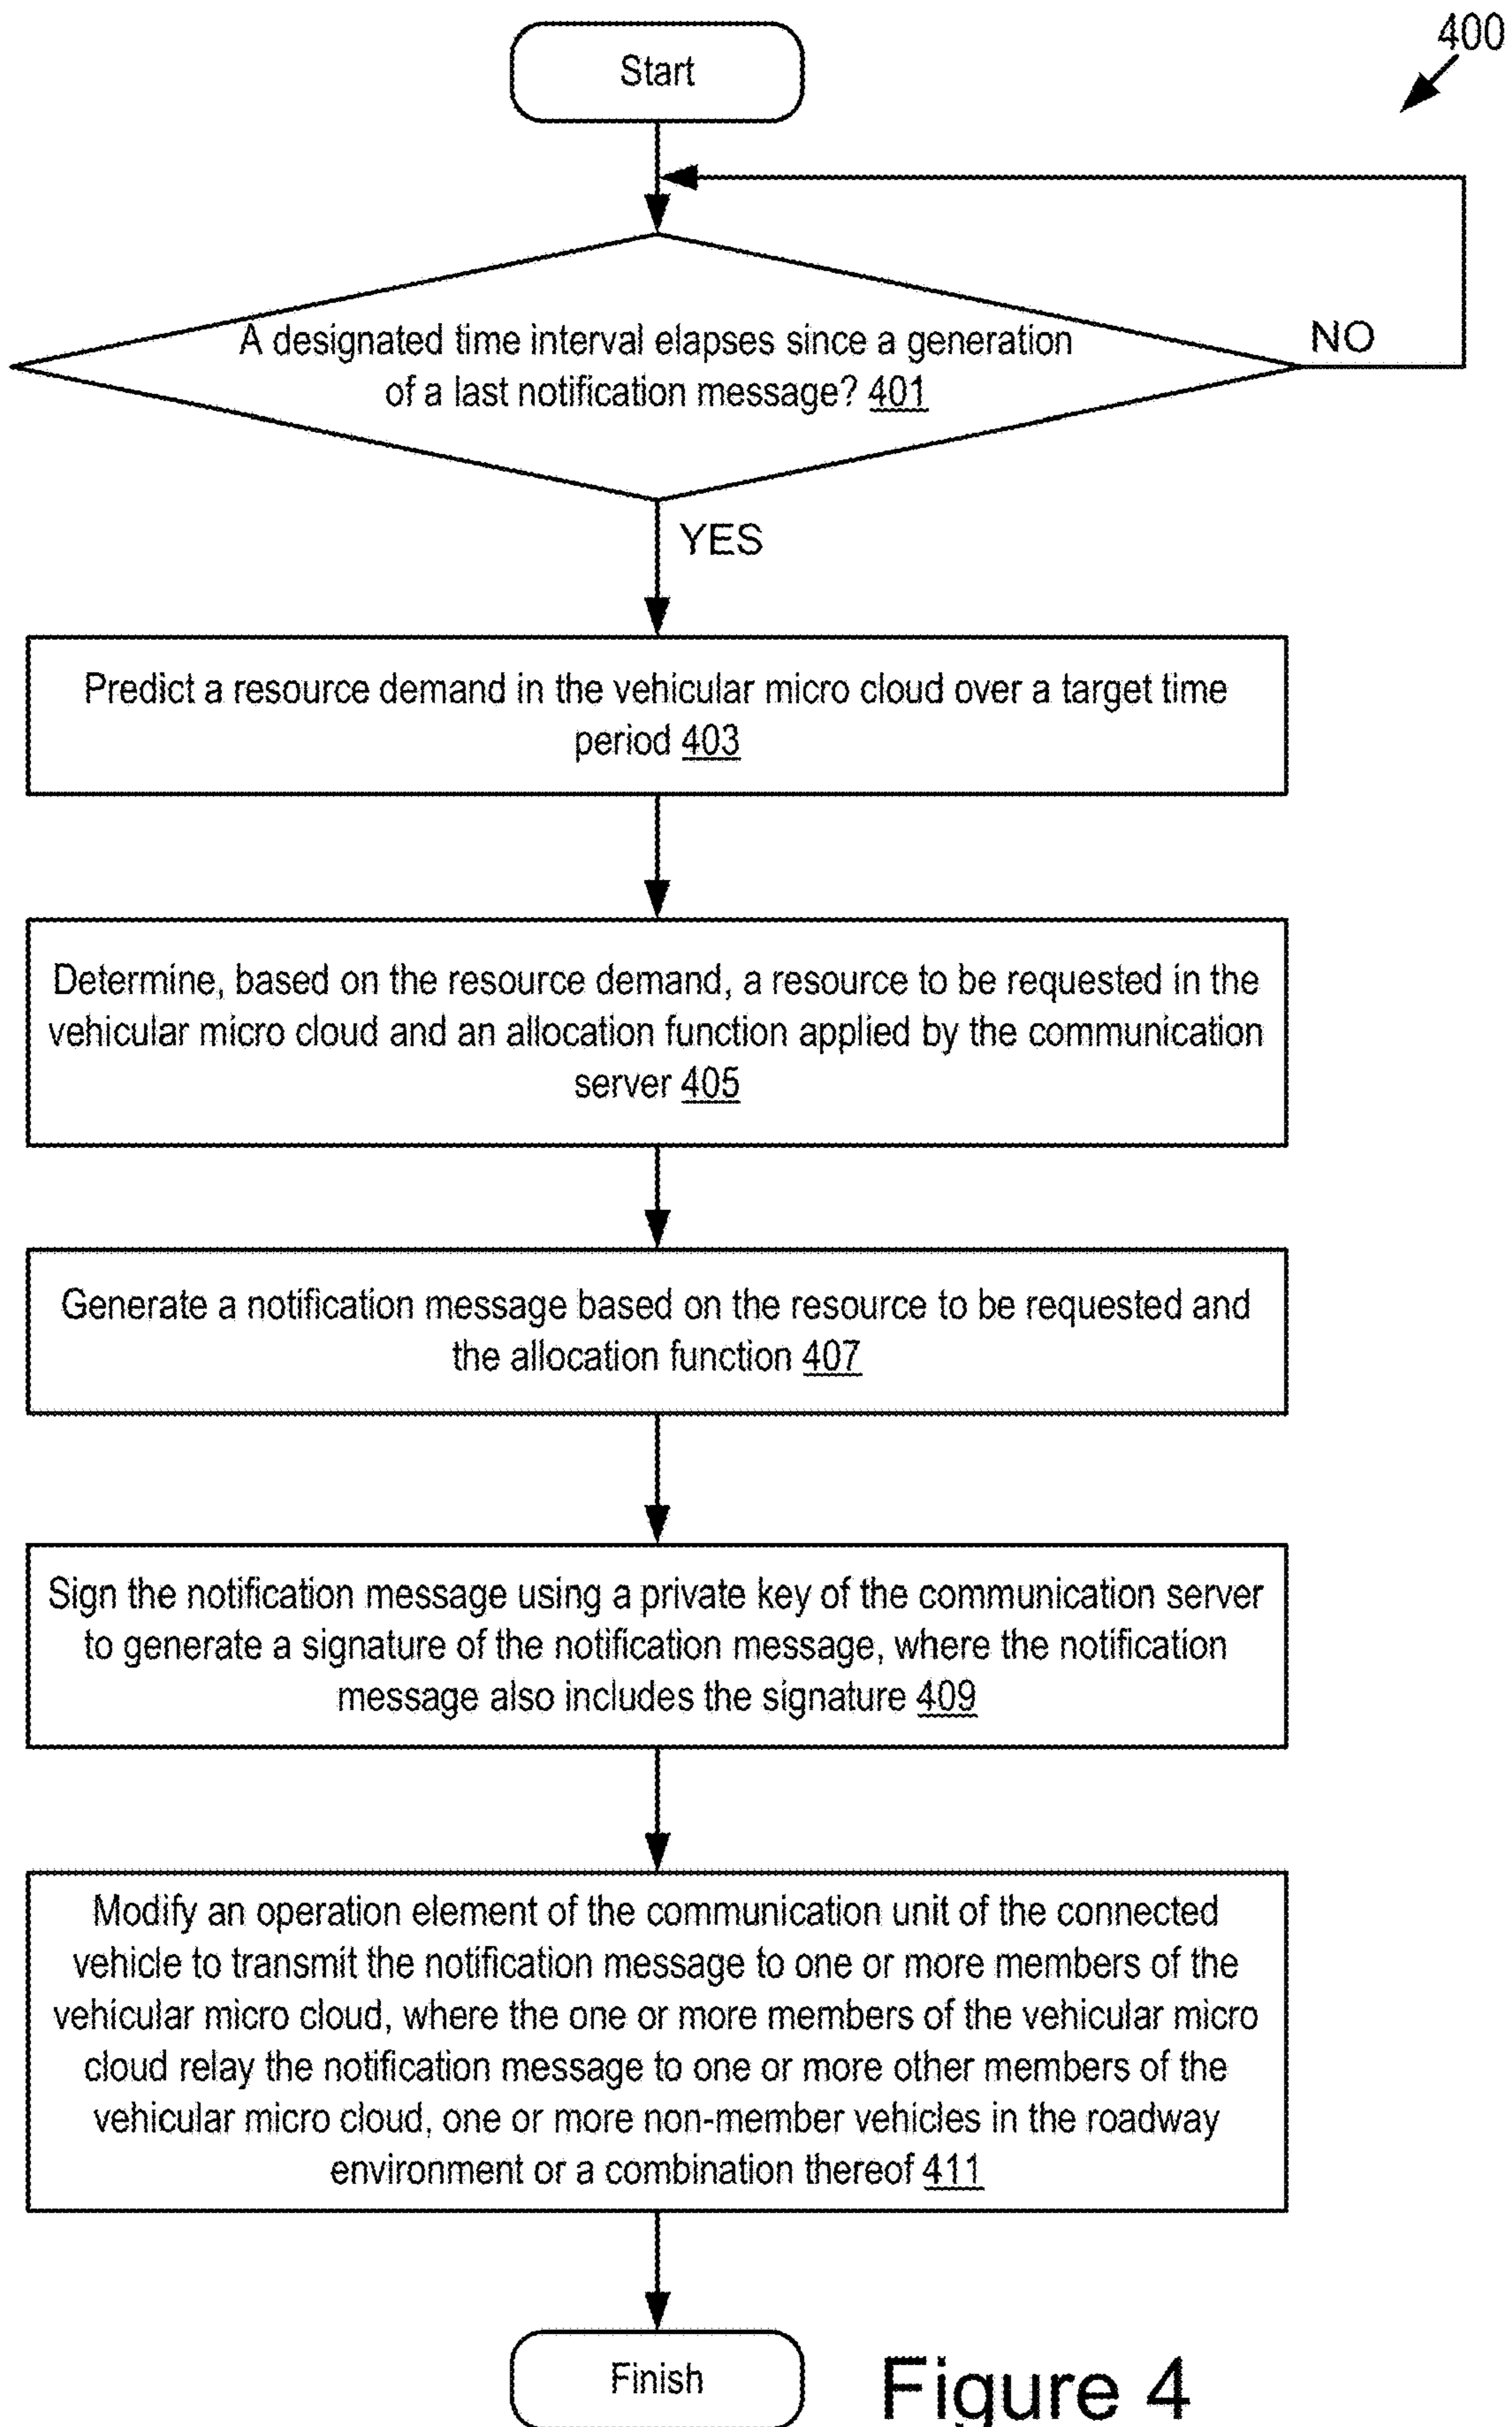 400
Start
A designated time interval elapses since a generation
of a last notification message? 401
NO
YES
Predict a resource demand in the vehicular micro cloud over a target time
period 403
Determine, based on the resource demand, a resource to be requested in the
vehicular micro cloud and an allocation function applied by the communication
server 405
Generate a notification message based on the resource to be requested and
the allocation function 407
Sign the notification message using a private key of the communication server
to generate a signature of the notification message, where the notification
message also includes the signature 409
Modify an operation element of the communication unit of the connected
vehicle to transmit the notification message to one or more members of the
vehicular micro cloud, where the one or more members of the vehicular micro
cloud relay the notification message to one or more other members of the
vehicular micro cloud, one or more non-member vehicles in the roadway
environment or a combination thereof 411
Finish
Figure 4